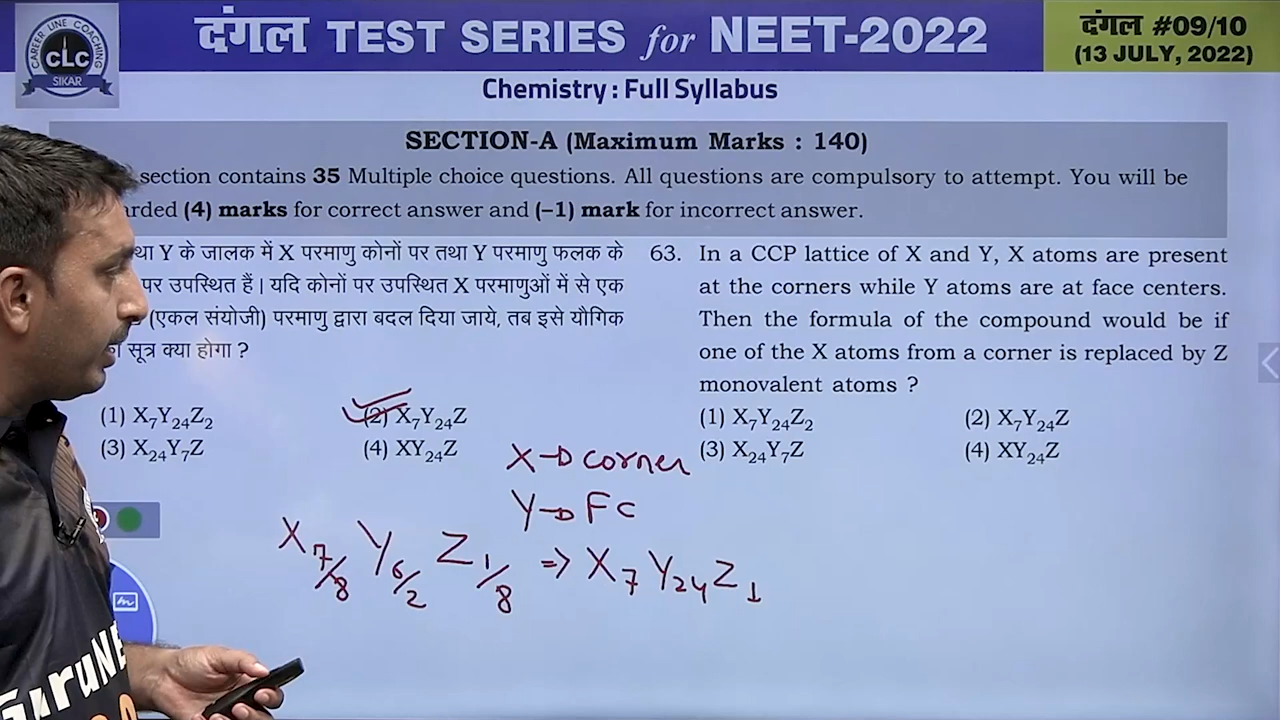 दंगल TEST SERIES for NEET-2022
दंगल #09/10
(13 JULY, 2022)
CAREER LINE COACHING
CLC
SIKAR
Chemistry : Full Syllabus
SECTION-A (Maximum Marks : 140)
section contains 35 Multiple choice questions. All questions are compulsory to attempt. You will be
arded (4) marks for correct answer and (–1) mark for incorrect answer.
था Y के जालक में X परमाणु कोनों पर तथा Y परमाणु फलक के
पर उपस्थित हैं। यदि कोनों पर उपस्थित X परमाणुओं में से एक
(एकल संयोजी) परमाणु द्वारा बदल दिया जाये, तब इसे यौगिक
का सूत्र क्या होगा ?
(1) X₇Y₂₄Z₂ (2) X₇Y₂₄Z
(3) X₂₄Y₇Z (4) XY₂₄Z
63. In a CCP lattice of X and Y, X atoms are present
at the corners while Y atoms are at face centers.
Then the formula of the compound would be if
one of the X atoms from a corner is replaced by Z
monovalent atoms ?
(1) X₇Y₂₄Z₂ (2) X₇Y₂₄Z
(3) X₂₄Y₇Z (4) XY₂₄Z
X→corner
Y→Fc
X 7/8 Y 6/2 Z 1/8 ⇒ X₇ Y₂₄ Z₁
GuruNE